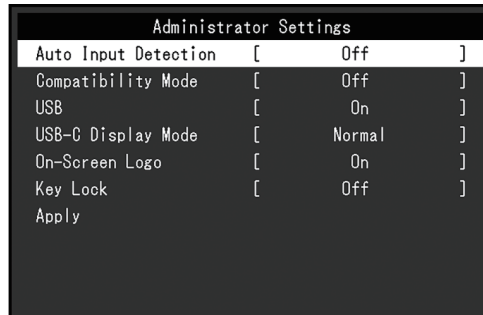 Administrator Settings
Auto Input Detection [ Off ]
Compatibility Mode [ Off ]
USB [ On ]
USB-C Display Mode [ Normal ]
On-Screen Logo [ On ]
Key Lock [ Off ]
Apply